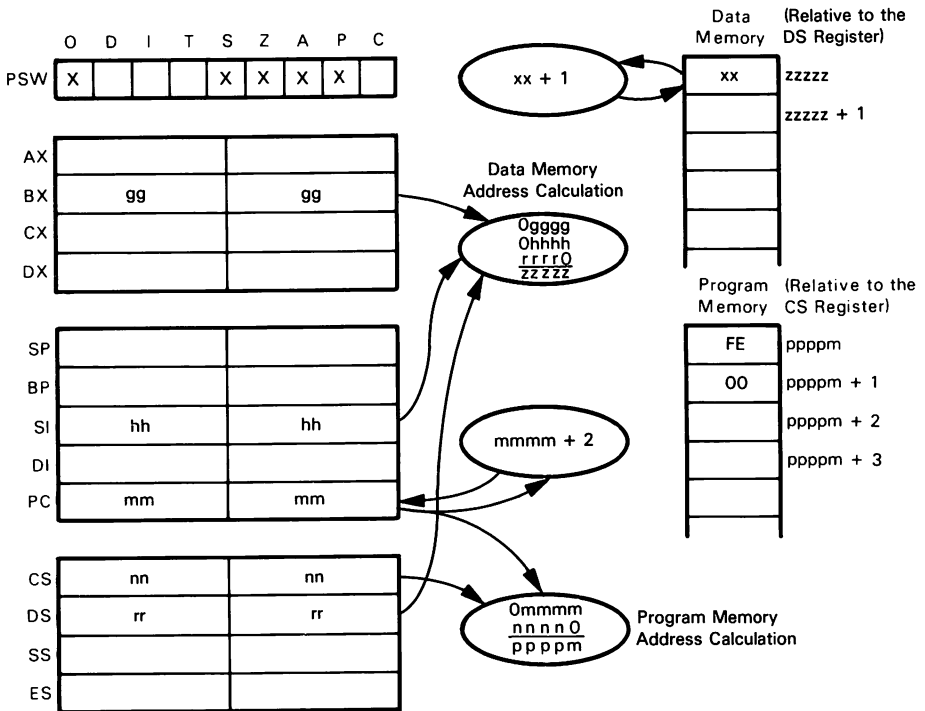 O D I T S Z A P C
PSW X X X X X
AX
BX gg gg
CX
DX
SP
BP
SI hh hh
DI
PC mm mm
CS nn nn
DS rr rr
SS
ES
xx + 1
Data Memory
Address Calculation
0gggg
0hhhh
rrrr0
zzzzz
mmmm + 2
0mmmm
nnnn0
ppppm
Program Memory
Address Calculation
Data
Memory
(Relative to the
DS Register)
xx zzzzz
zzzzz + 1
Program
Memory
(Relative to the
CS Register)
FE ppppm
00 ppppm + 1
ppppm + 2
ppppm + 3